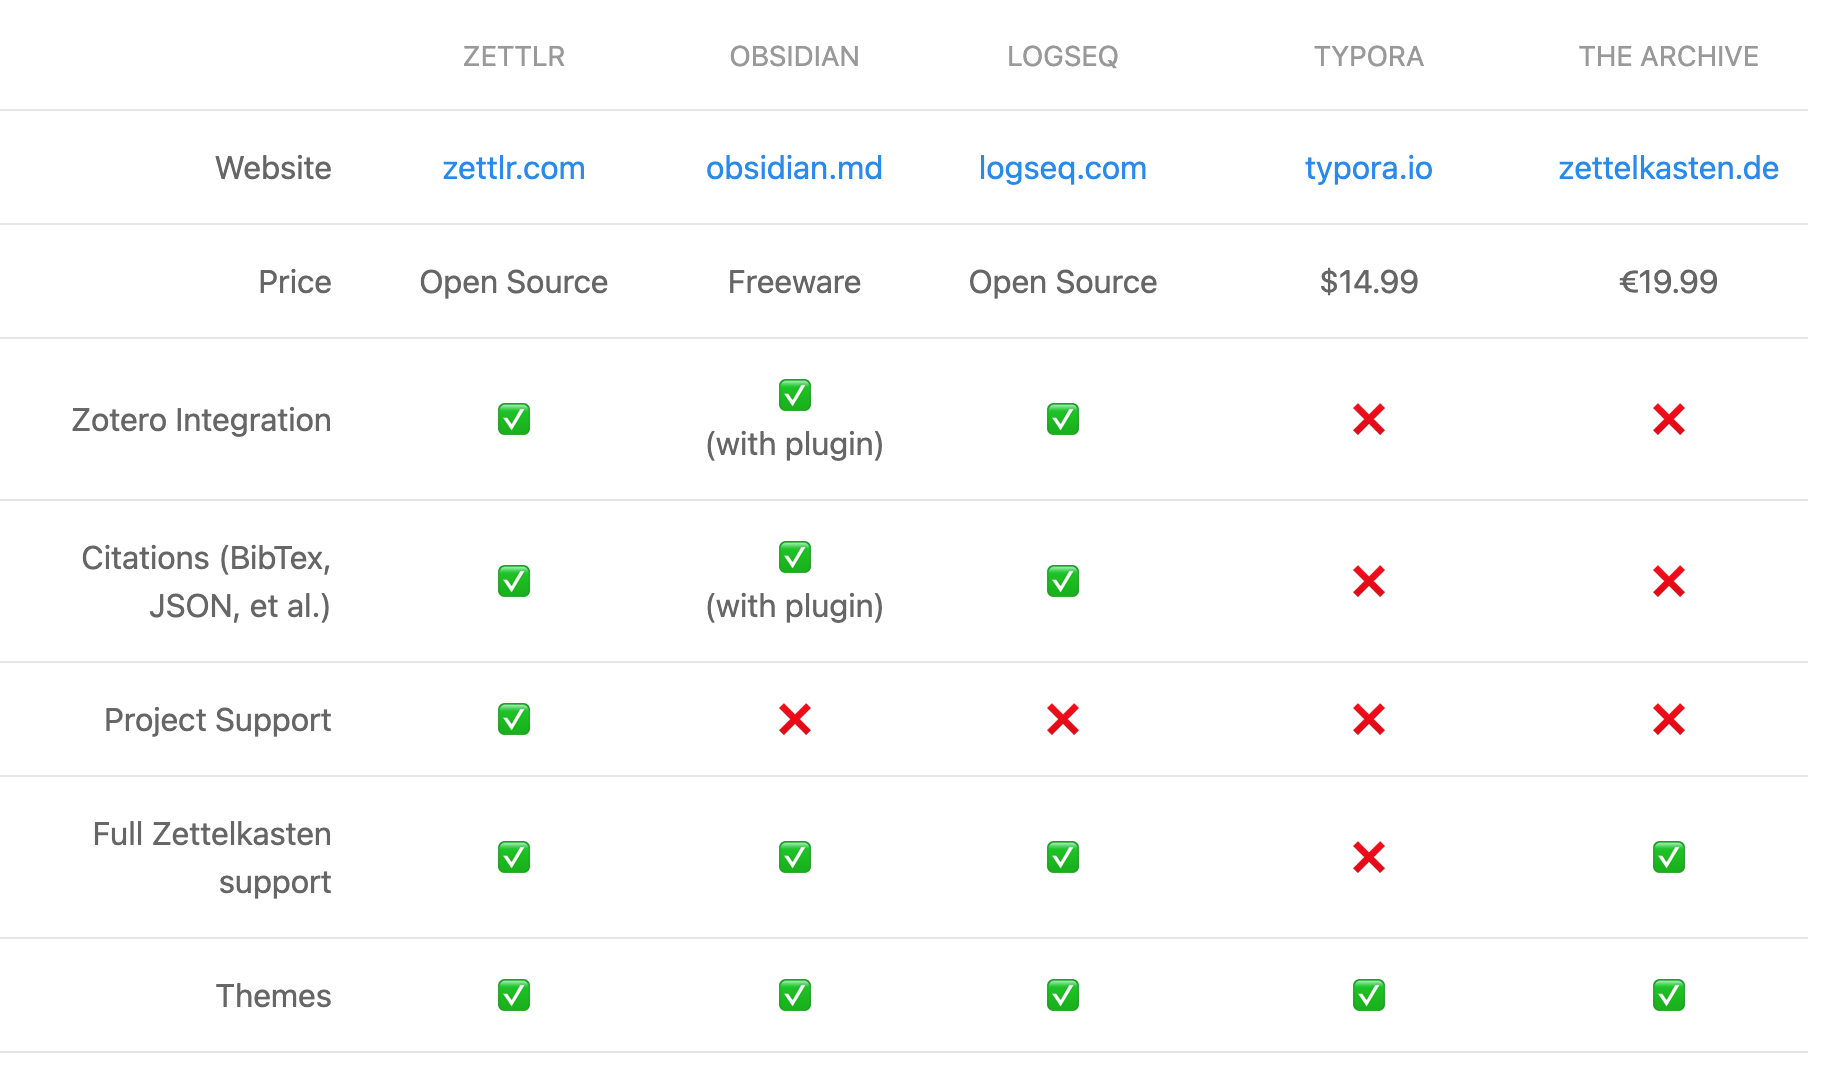 ZETTLR OBSIDIAN LOGSEQ TYPORA THE ARCHIVE
Website zettlr.com obsidian.md logseq.com typora.io zettelkasten.de
Price Open Source Freeware Open Source $14.99 €19.99
Zotero Integration ✅ ✅ ✅ ❌ ❌
(with plugin)
Citations (BibTex,
JSON, et al.) ✅ ✅ ✅ ❌ ❌
(with plugin)
Project Support ✅ ❌ ❌ ❌ ❌
Full Zettelkasten
support ✅ ✅ ✅ ❌ ✅
Themes ✅ ✅ ✅ ✅ ✅